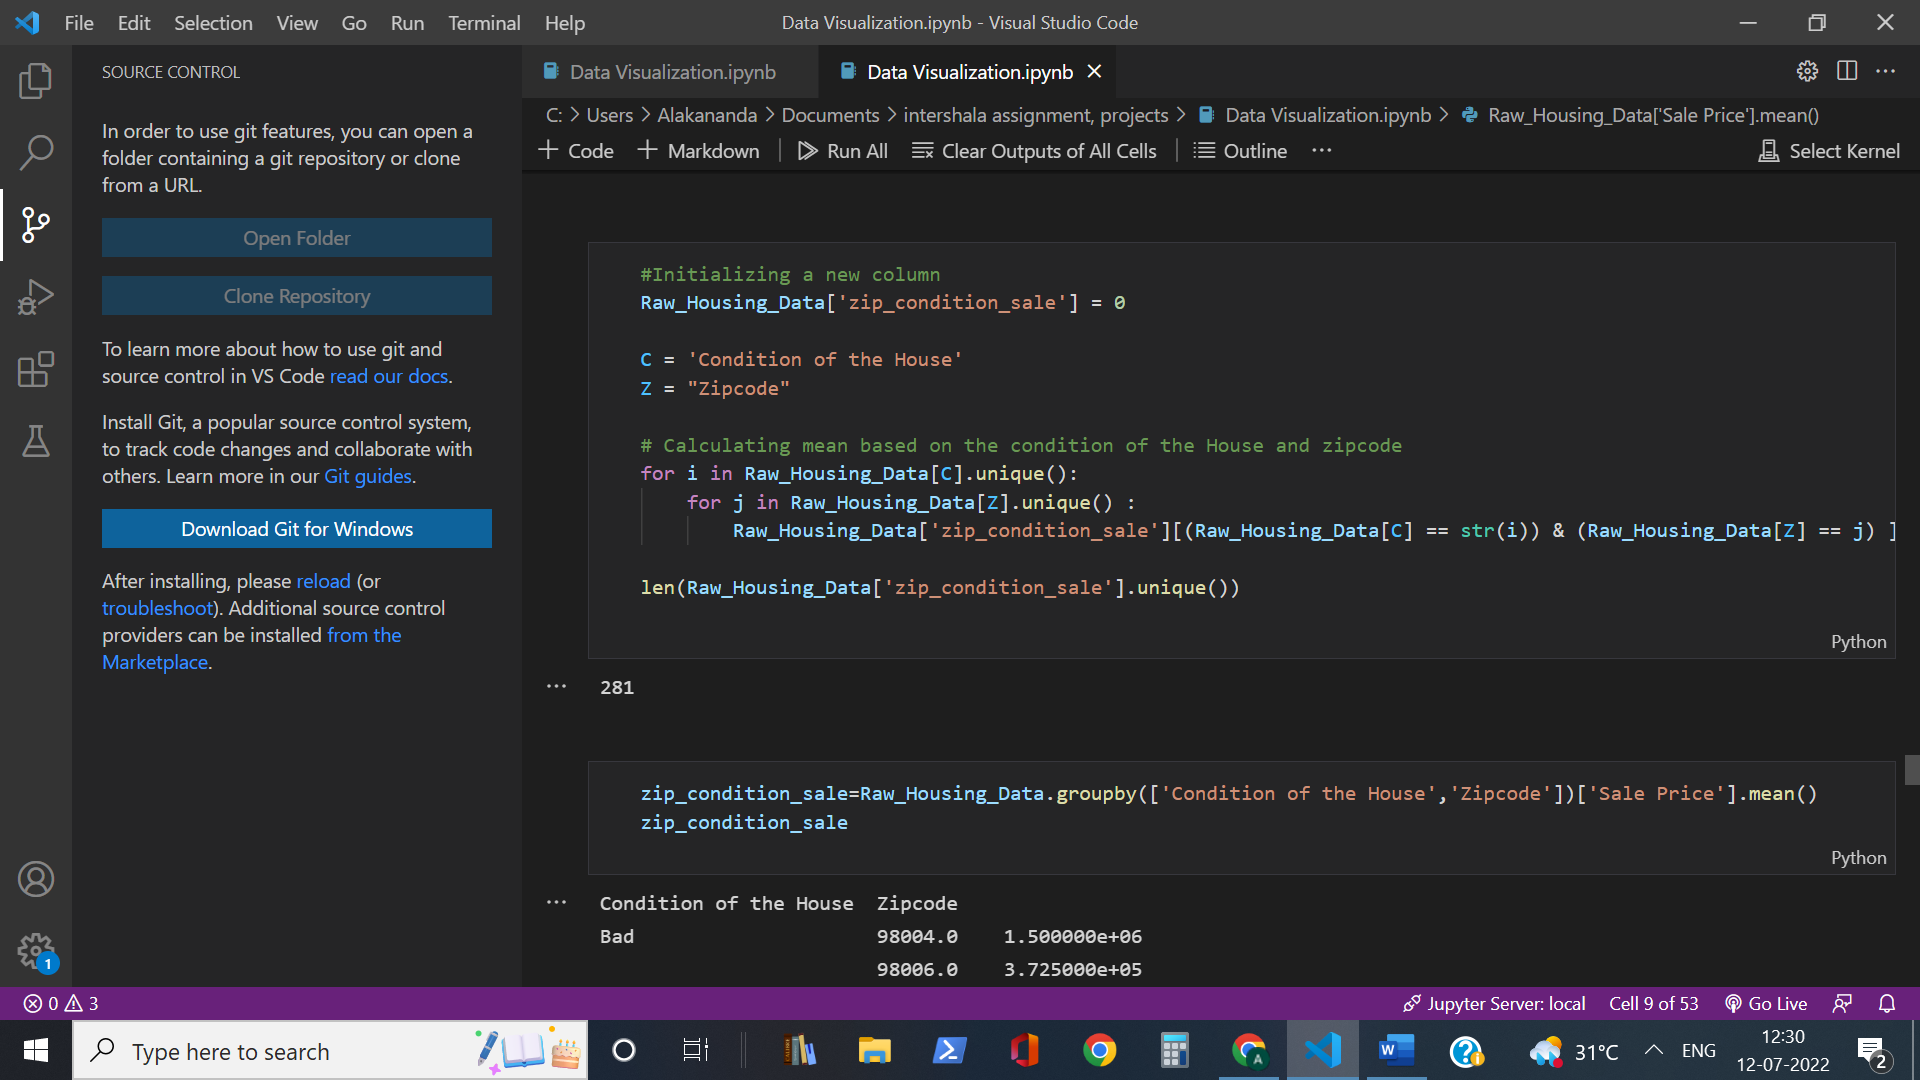 File Edit Selection View Go Run Terminal Help
Data Visualization.ipynb - Visual Studio Code
SOURCE CONTROL
In order to use git features, you can open a
folder containing a git repository or clone
from a URL.
Open Folder
Clone Repository
To learn more about how to use git and
source control in VS Code read our docs.
Install Git, a popular source control system,
to track code changes and collaborate with
others. Learn more in our Git guides.
Download Git for Windows
After installing, please reload (or
troubleshoot). Additional source control
providers can be installed from the
Marketplace.
1
Data Visualization.ipynb
Data Visualization.ipynb
C: > Users > Alakananda > Documents > intershala assignment, projects > Data Visualization.ipynb > Raw_Housing_Data['Sale Price'].mean()
+ Code + Markdown Run All Clear Outputs of All Cells Outline ··· Select Kernel
#Initializing a new column
Raw_Housing_Data['zip_condition_sale'] = 0
C = 'Condition of the House'
Z = "Zipcode"
# Calculating mean based on the condition of the House and zipcode
for i in Raw_Housing_Data[C].unique():
for j in Raw_Housing_Data[Z].unique() :
Raw_Housing_Data['zip_condition_sale'][(Raw_Housing_Data[C] == str(i)) & (Raw_Housing_Data[Z] == j) ]
len(Raw_Housing_Data['zip_condition_sale'].unique())
Python
281
zip_condition_sale=Raw_Housing_Data.groupby(['Condition of the House','Zipcode'])['Sale Price'].mean()
zip_condition_sale
Python
Condition of the House Zipcode
Bad 98004.0 1.500000e+06
98006.0 3.725000e+05
0 3
Jupyter Server: local Cell 9 of 53 Go Live
Type here to search
31°C ENG
12:30
12-07-2022
2